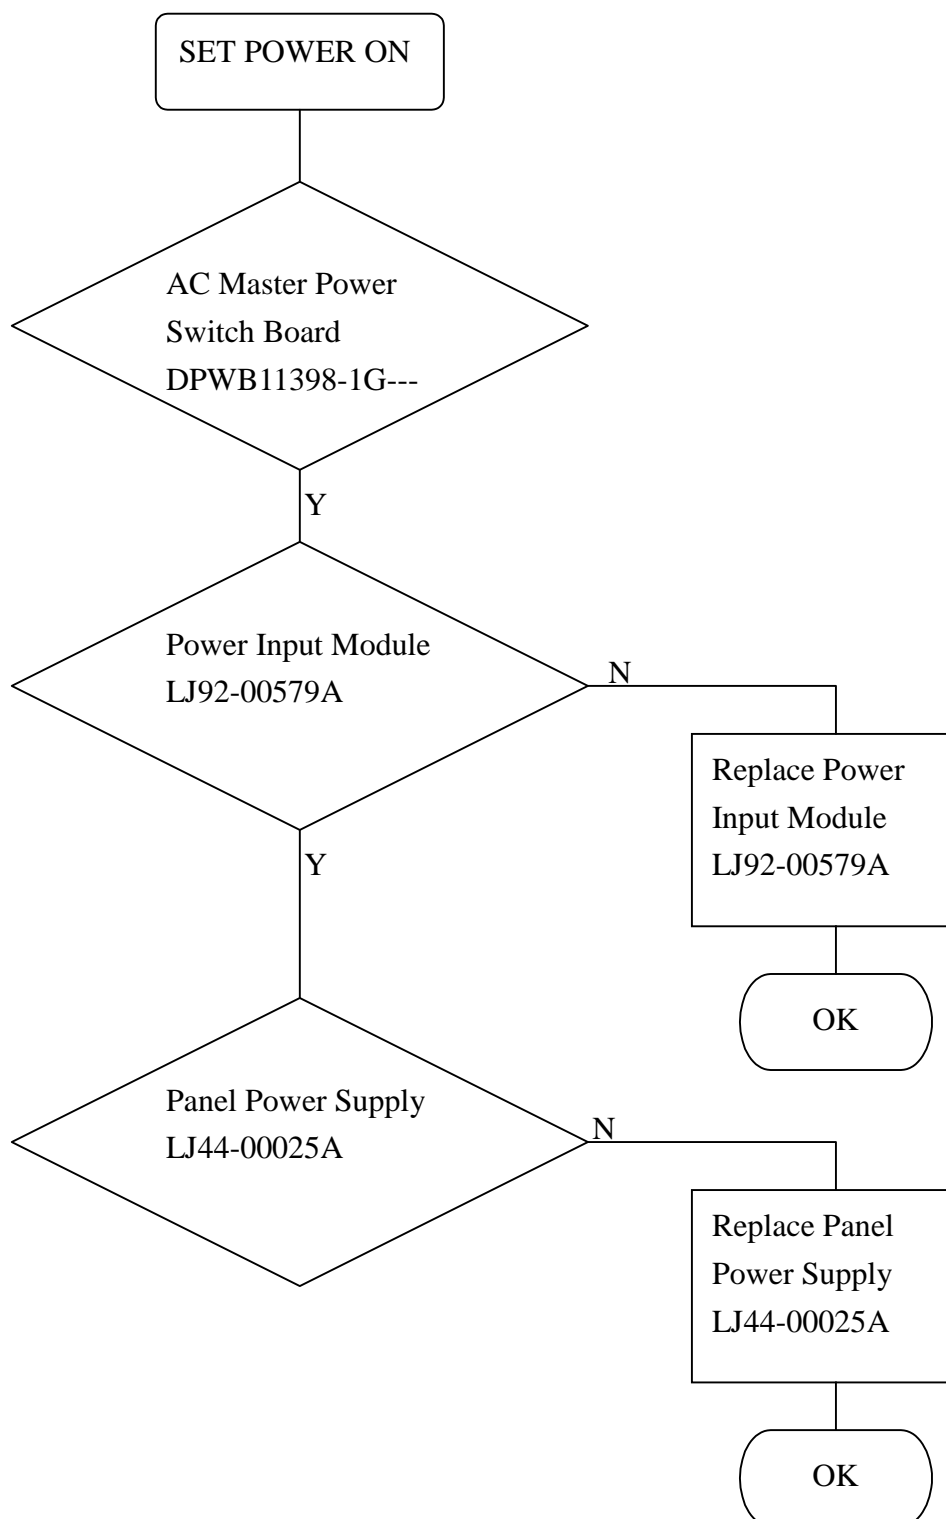 SET POWER ON
AC Master Power
Switch Board
DPWB11398-1G---
Y
Power Input Module
LJ92-00579A
N
Replace Power
Input Module
LJ92-00579A
Y
OK
Panel Power Supply
LJ44-00025A
N
Replace Panel
Power Supply
LJ44-00025A
OK